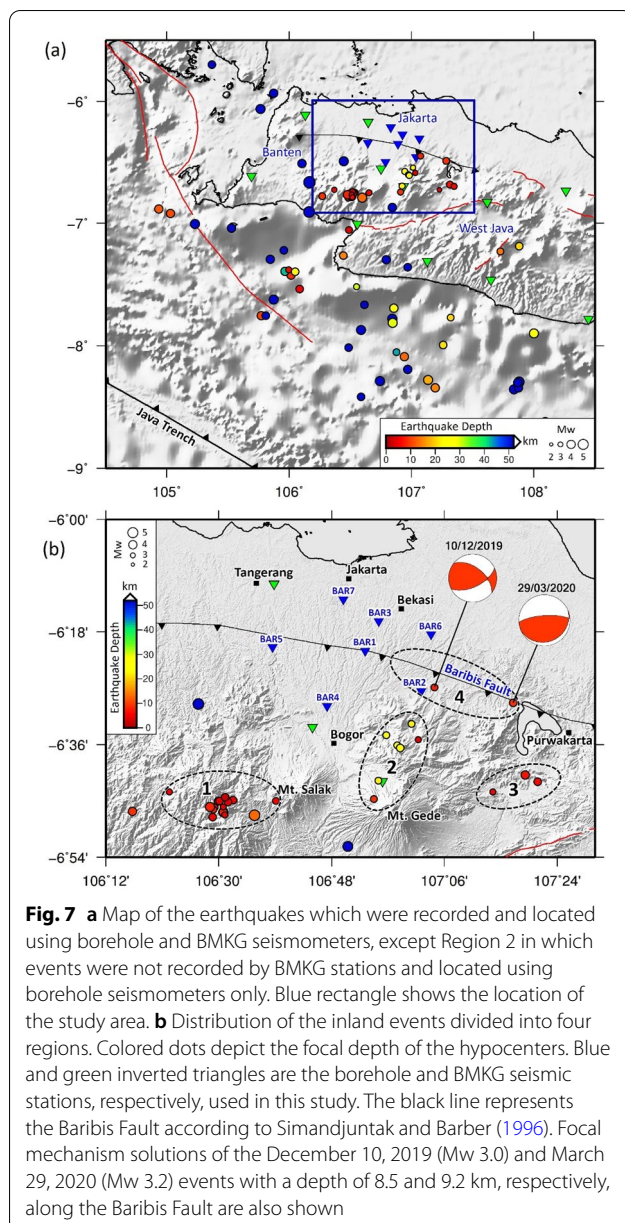 (a)
−6°
−7°
−8°
−9°
Jakarta
Banten
West Java
Java Trench
Earthquake Depth
km
0 10 20 30 40 50
Mw
2 3 4 5
105° 106° 107° 108°
(b)
−6°00'
−6°18'
−6°36'
−6°54'
Mw
5
4
3
2
km
Earthquake Depth
50
40
30
20
10
0
10/12/2019
29/03/2020
Tangerang
Jakarta
Bekasi
BAR7
BAR3
BAR6
BAR5
BAR1
BAR2
BAR4
Baribis Fault
4
Bogor
Purwakarta
1
2
3
Mt. Salak
Mt. Gede
106°12' 106°30' 106°48' 107°06' 107°24'
Fig. 7 a Map of the earthquakes which were recorded and located
using borehole and BMKG seismometers, except Region 2 in which
events were not recorded by BMKG stations and located using
borehole seismometers only. Blue rectangle shows the location of
the study area. b Distribution of the inland events divided into four
regions. Colored dots depict the focal depth of the hypocenters. Blue
and green inverted triangles are the borehole and BMKG seismic
stations, respectively, used in this study. The black line represents
the Baribis Fault according to Simandjuntak and Barber (1996). Focal
mechanism solutions of the December 10, 2019 (Mw 3.0) and March
29, 2020 (Mw 3.2) events with a depth of 8.5 and 9.2 km, respectively,
along the Baribis Fault are also shown